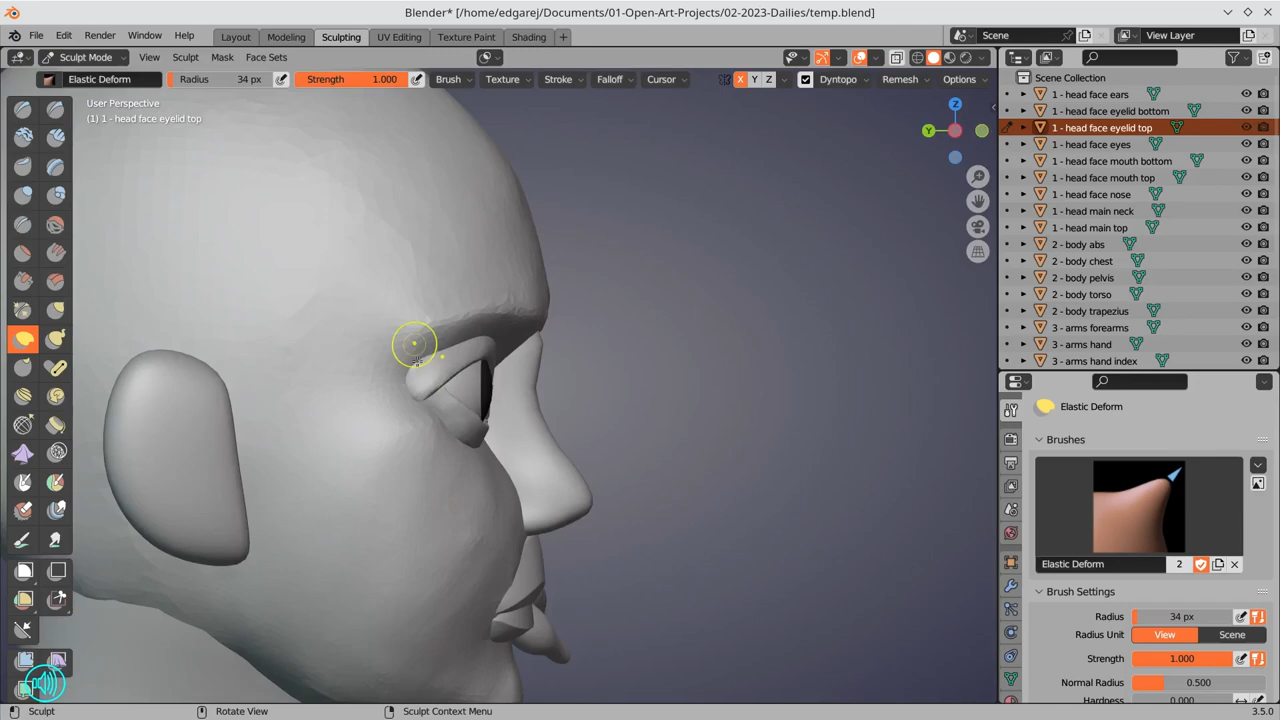 Blender* [/home/edgarej/Documents/01-Open-Art-Projects/02-2023-Dailies/temp.blend]
File Edit Render Window Help Layout Modeling Sculpting UV Editing Texture Paint Shading + Scene View Layer
Sculpt Mode View Sculpt Mask Face Sets
Elastic Deform Radius 34 px Strength 1.000 Brush Texture Stroke Falloff Cursor X Y Z Dyntopo Remesh Options
User Perspective
(1) 1 - head face eyelid top
Z
Y
Scene Collection
1 - head face ears
1 - head face eyelid bottom
1 - head face eyelid top
1 - head face eyes
1 - head face mouth bottom
1 - head face mouth top
1 - head face nose
1 - head main neck
1 - head main top
2 - body abs
2 - body chest
2 - body pelvis
2 - body torso
2 - body trapezius
3 - arms forearms
3 - arms hand
3 - arms hand index
Elastic Deform
Brushes
Elastic Deform 2
Brush Settings
Radius 34 px
Radius Unit View Scene
Strength 1.000
Normal Radius 0.500
Hardness 0.000
Sculpt Rotate View Sculpt Context Menu 3.5.0